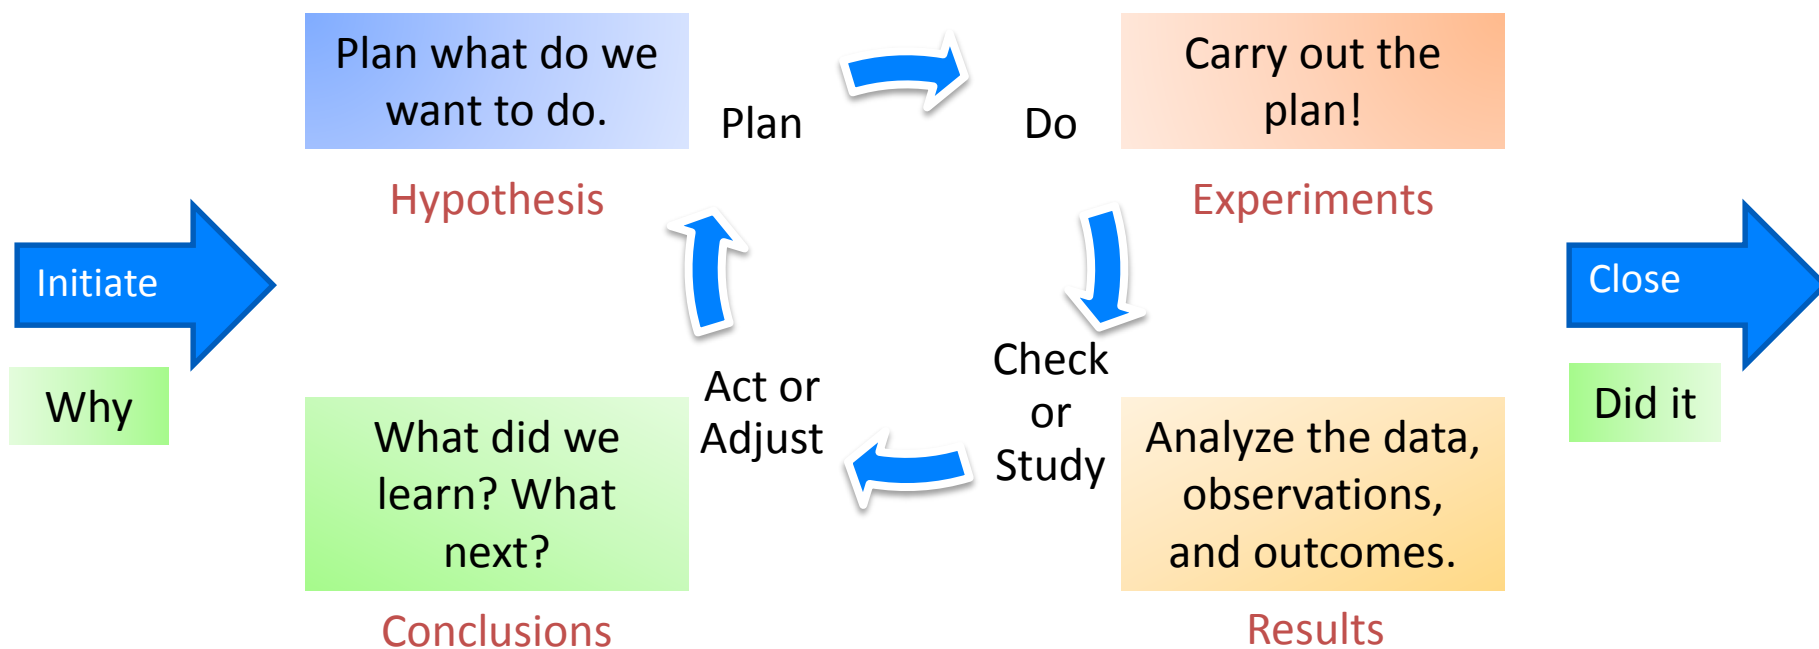 Initiate
Why
Plan what do we
want to do.
Hypothesis
Plan
Do
Carry out the
plan!
Experiments
Check
or
Study
Analyze the data,
observations,
and outcomes.
Results
Act or
Adjust
What did we
learn? What
next?
Conclusions
Close
Did it